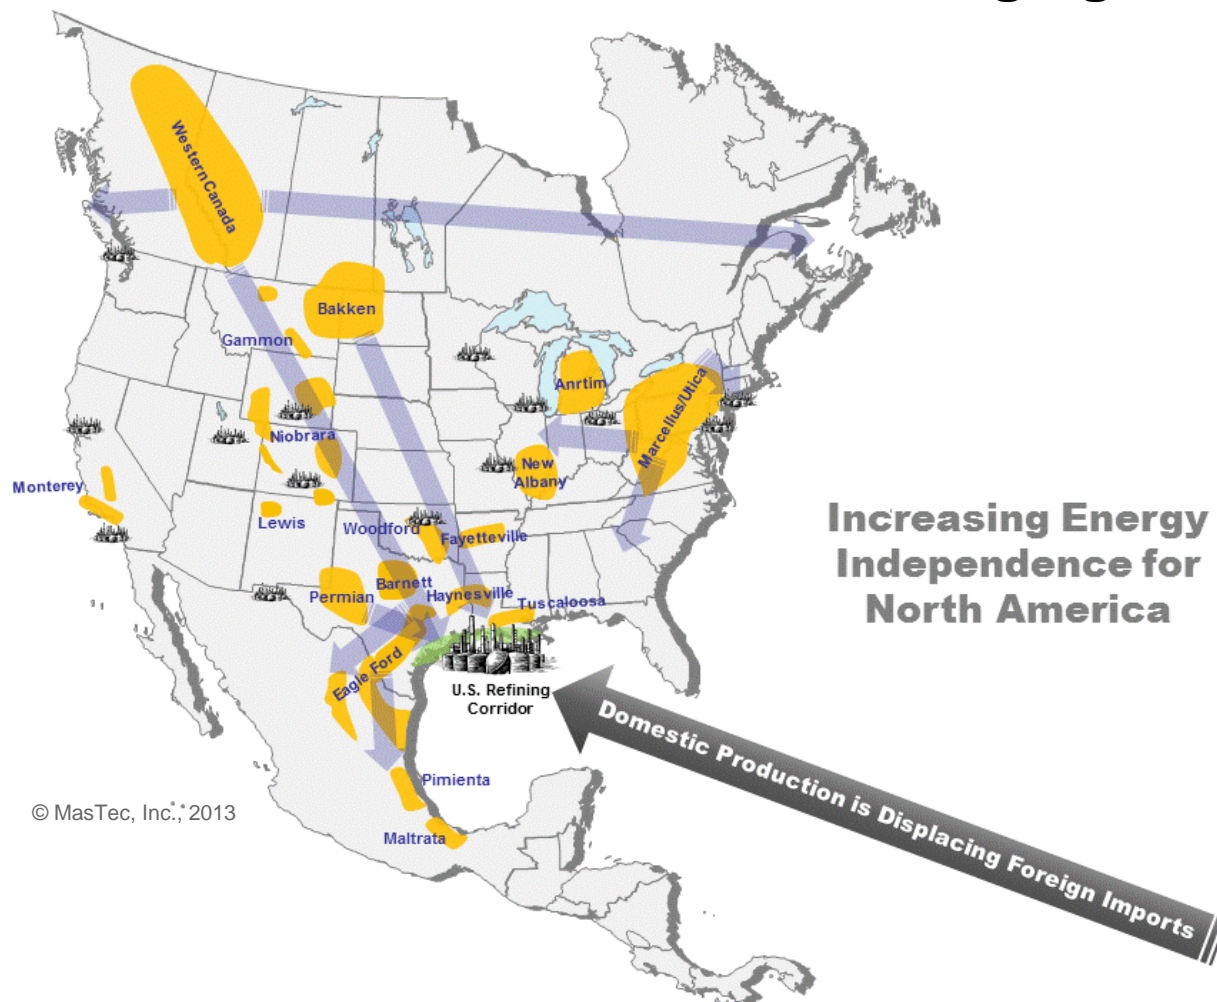 Western Canada
Bakken
Gammon
Anrtim
Marcellus/Utica
Niobrara
New
Albany
Monterey
Lewis
Woodford
Fayetteville
Increasing Energy
Independence for
North America
Barnett
Permian
Haynesville
Tuscaloosa
Eagle Ford
U.S. Refining
Corridor
Domestic Production is Displacing Foreign Imports
Pimienta
© MasTec, Inc., 2013
Maltrata